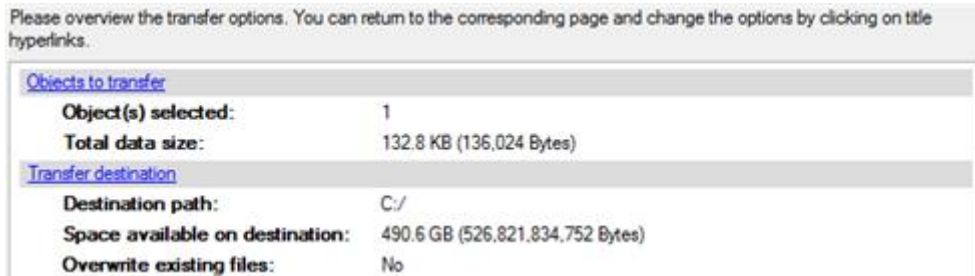 Please overview the transfer options. You can return to the corresponding page and change the options by clicking on title
hyperlinks.
Objects to transfer
Object(s) selected: 1
Total data size: 132.8 KB (136,024 Bytes)
Transfer destination
Destination path: C:/
Space available on destination: 490.6 GB (526,821,834,752 Bytes)
Overwrite existing files: No